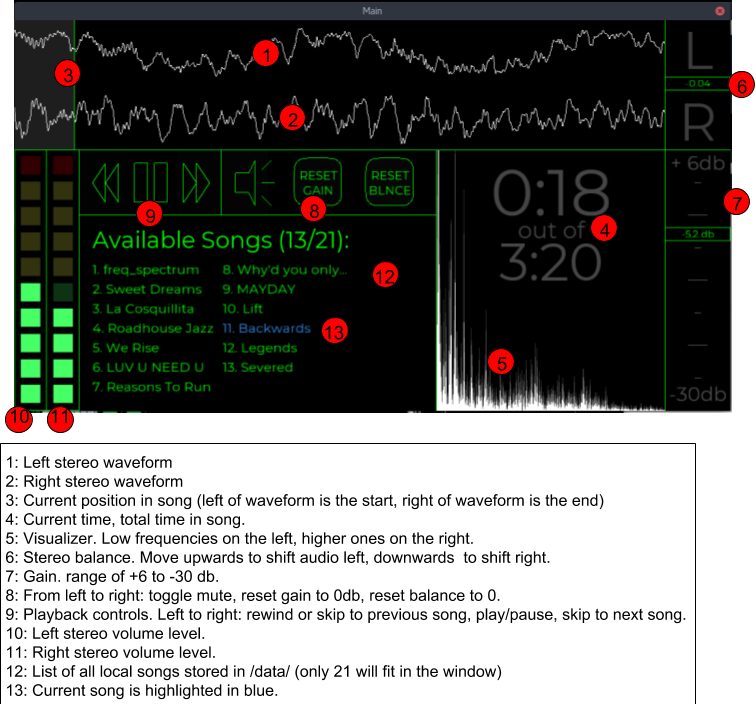 Main
1
L
3
-0.04
6
2
R
RESET
GAIN
RESET
BLNCE
+ 6db
0:18
7
9
8
out of
4
-5.2 db
Available Songs (13/21):
3:20
1. freq_spectrum
8. Why'd you only...
12
2. Sweet Dreams
9. MAYDAY
3. La Cosquillita
10. Lift
4. Roadhouse Jazz
11. Backwards
13
5. We Rise
12. Legends
5
6. LUV U NEED U
13. Severed
7. Reasons To Run
-30db
10
11
1: Left stereo waveform
2: Right stereo waveform
3: Current position in song (left of waveform is the start, right of waveform is the end)
4: Current time, total time in song.
5: Visualizer. Low frequencies on the left, higher ones on the right.
6: Stereo balance. Move upwards to shift audio left, downwards  to shift right.
7: Gain. range of +6 to -30 db.
8: From left to right: toggle mute, reset gain to 0db, reset balance to 0.
9: Playback controls. Left to right: rewind or skip to previous song, play/pause, skip to next song.
10: Left stereo volume level.
11: Right stereo volume level.
12: List of all local songs stored in /data/ (only 21 will fit in the window)
13: Current song is highlighted in blue.